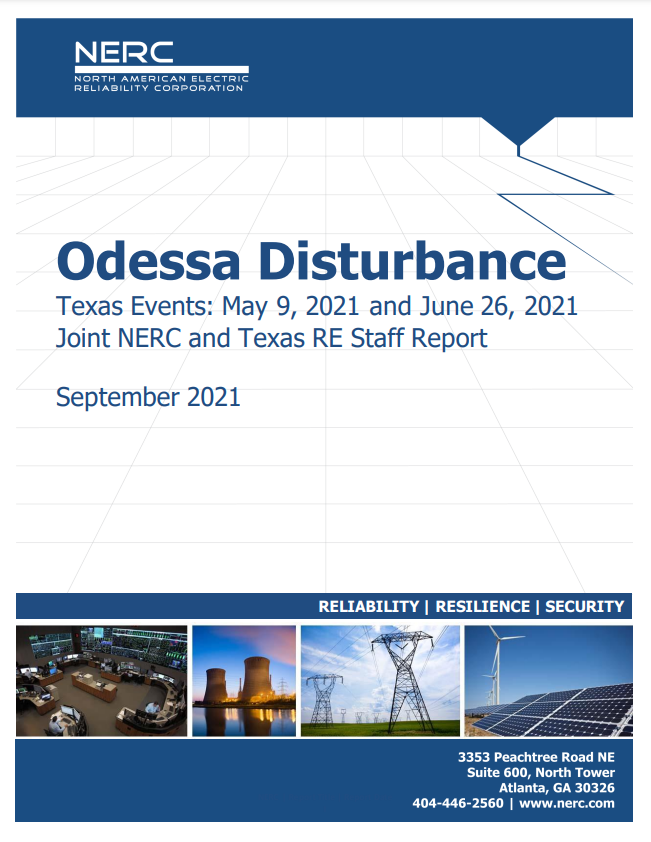 NERC
NORTH AMERICAN ELECTRIC
RELIABILITY CORPORATION
Odessa Disturbance
Texas Events: May 9, 2021 and June 26, 2021
Joint NERC and Texas RE Staff Report
September 2021
RELIABILITY | RESILIENCE | SECURITY
3353 Peachtree Road NE
Suite 600, North Tower
Atlanta, GA 30326
404-446-2560 | www.nerc.com